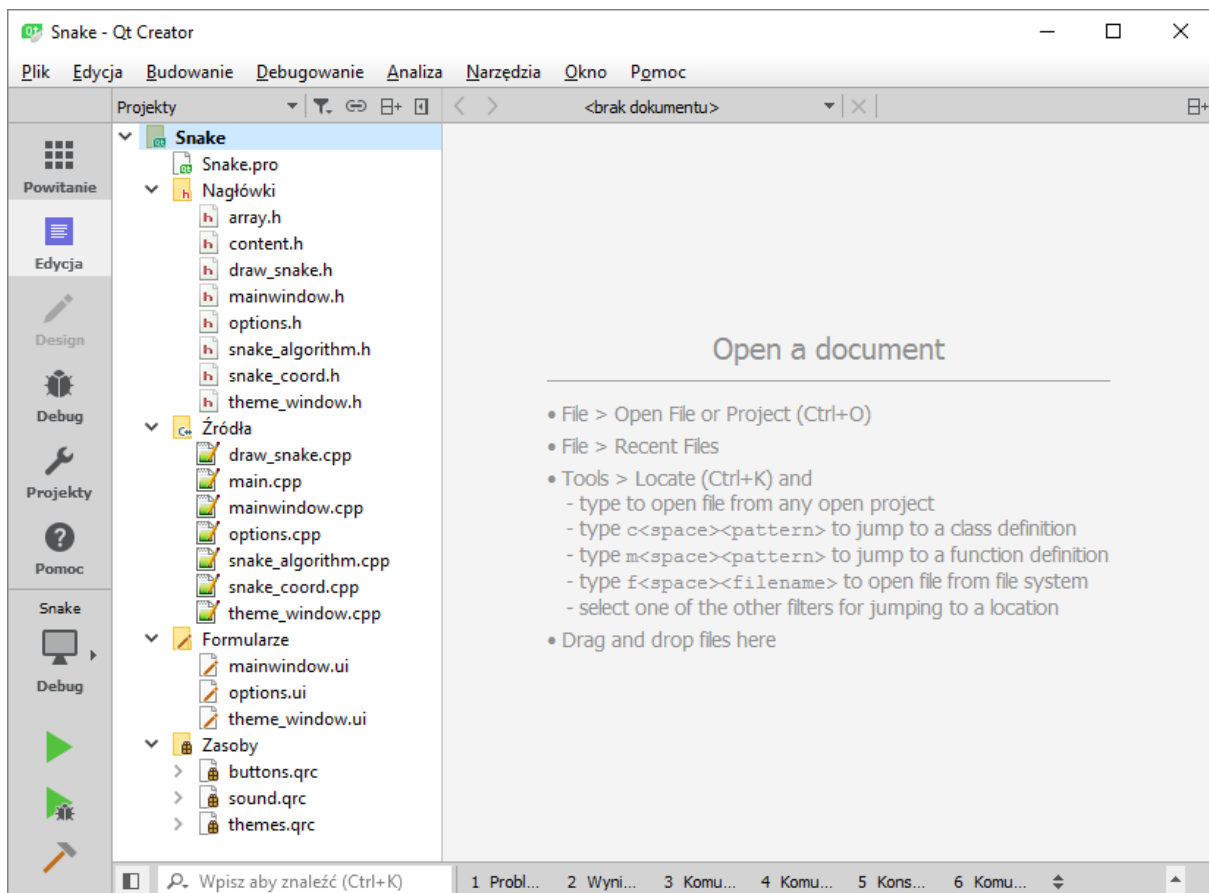 Snake - Qt Creator
Plik Edycja Budowanie Debugowanie Analiza Narzędzia Okno Pomoc
Projekty <brak dokumentu>
Powitanie
Edycja
Design
Debug
Projekty
Pomoc
Snake
Debug
Snake
Snake.pro
Nagłówki
array.h
content.h
draw_snake.h
mainwindow.h
options.h
snake_algorithm.h
snake_coord.h
theme_window.h
Źródła
draw_snake.cpp
main.cpp
mainwindow.cpp
options.cpp
snake_algorithm.cpp
snake_coord.cpp
theme_window.cpp
Formularze
mainwindow.ui
options.ui
theme_window.ui
Zasoby
buttons.qrc
sound.qrc
themes.qrc
Open a document
• File > Open File or Project (Ctrl+O)
• File > Recent Files
• Tools > Locate (Ctrl+K) and
- type to open file from any open project
- type c<space><pattern> to jump to a class definition
- type m<space><pattern> to jump to a function definition
- type f<space><filename> to open file from file system
- select one of the other filters for jumping to a location
• Drag and drop files here
Wpisz aby znaleźć (Ctrl+K) 1 Probl... 2 Wyni... 3 Komu... 4 Komu... 5 Kons... 6 Komu...